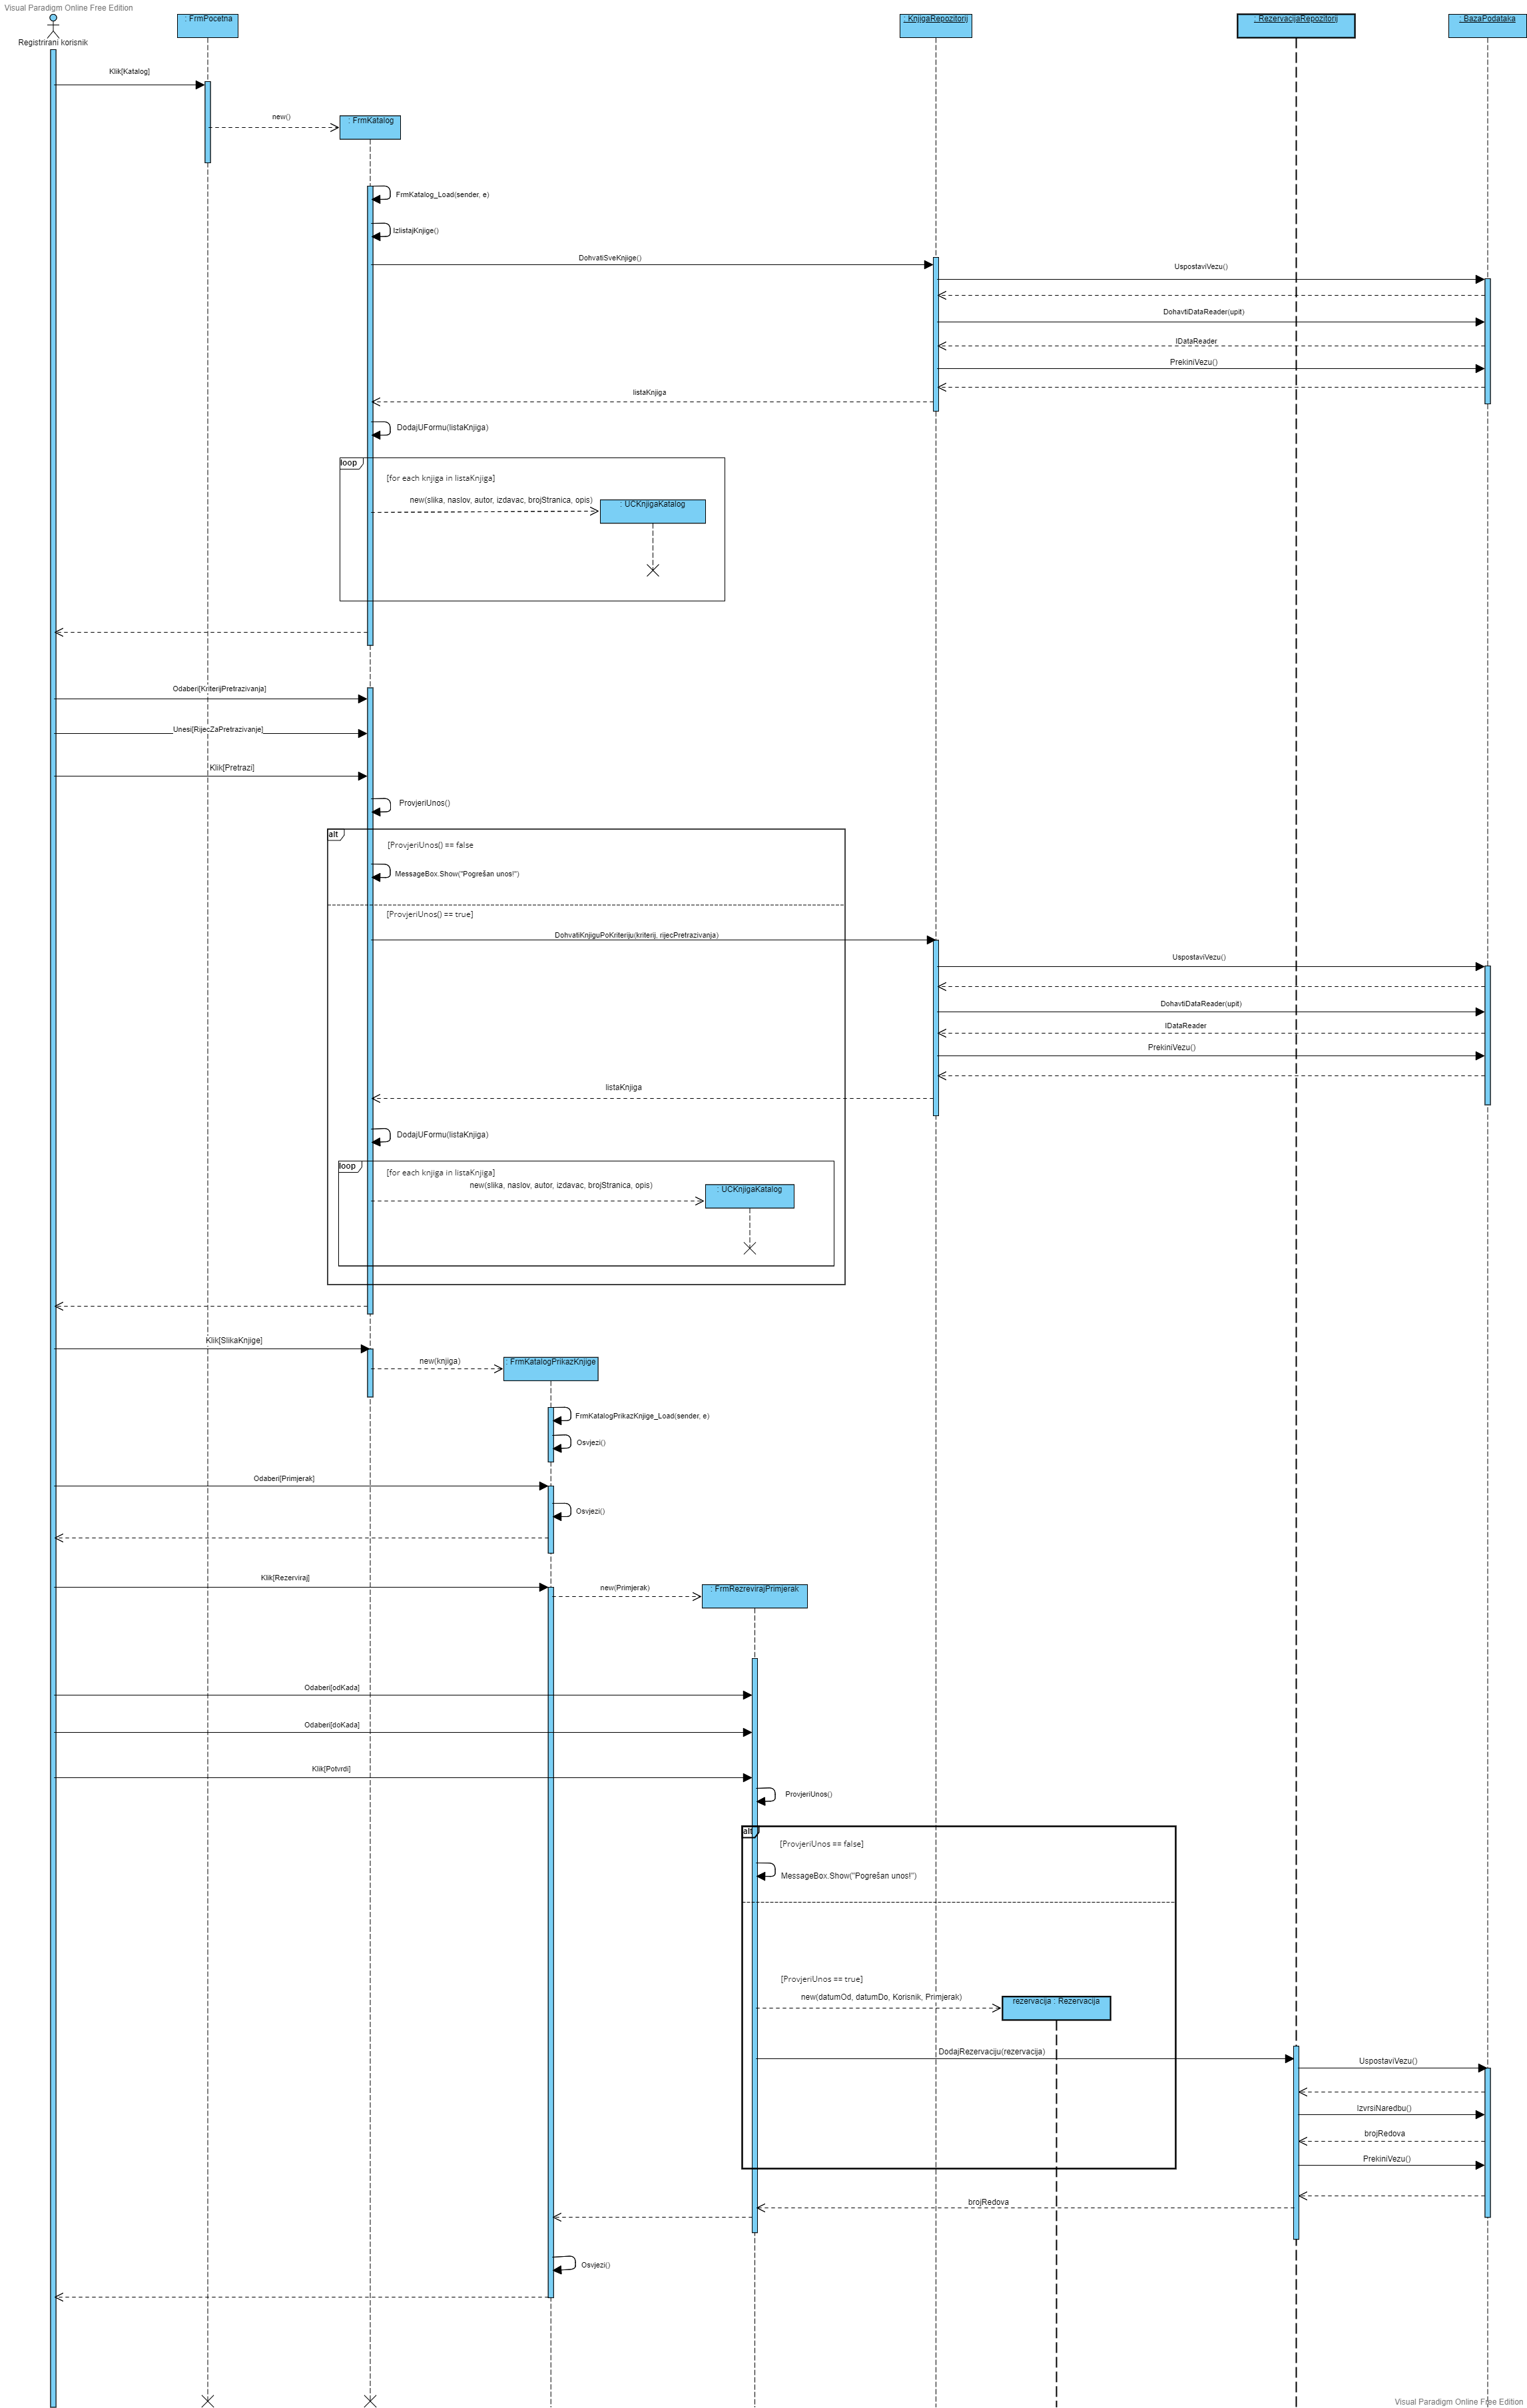 Visual Paradigm Online Free Edition
: FrmPocetna
: KnjigaRepozitorij
: RezervacijaRepozitorij
: BazaPodataka
Registrirani korisnik
Klik[Katalog]
new()
: FrmKatalog
FrmKatalog_Load(sender, e)
IzlistajKnjige()
DohvatiSveKnjige()
UspostaviVezu()
DohavtiDataReader(upit)
IDataReader
PrekiniVezu()
listaKnjiga
DodajUFormu(listaKnjiga)
loop
[for each knjiga in listaKnjiga]
new(slika, naslov, autor, izdavac, brojStranica, opis)
: UCKnjigaKatalog
Odaberi[KriterijPretrazivanja]
Unesi[RijecZaPretrazivanje]
Klik[Pretrazi]
ProvjeriUnos()
alt
[ProvjeriUnos() == false
MessageBox.Show("Pogrešan unos!")
[ProvjeriUnos() == true]
DohvatiKnjiguPoKriteriju(kriterij, rijecPretrazivanja)
UspostaviVezu()
DohavtiDataReader(upit)
IDataReader
PrekiniVezu()
listaKnjiga
DodajUFormu(listaKnjiga)
loop
[for each knjiga in listaKnjiga]
new(slika, naslov, autor, izdavac, brojStranica, opis)
: UCKnjigaKatalog
Klik[SlikaKnjige]
new(knjiga)
: FrmKatalogPrikazKnjige
FrmKatalogPrikazKnjige_Load(sender, e)
Osvjezi()
Odaberi[Primjerak]
Osvjezi()
Klik[Rezerviraj]
new(Primjerak)
: FrmRezrevirajPrimjerak
Odaberi[odKada]
Odaberi[doKada]
Klik[Potvrdi]
ProvjeriUnos()
alt
[ProvjeriUnos == false]
MessageBox.Show("Pogrešan unos!")
[ProvjeriUnos == true]
new(datumOd, datumDo, Korisnik, Primjerak)
rezervacija : Rezervacija
DodajRezervaciju(rezervacija)
UspostaviVezu()
IzvrsiNaredbu()
brojRedova
PrekiniVezu()
brojRedova
Osvjezi()
Visual Paradigm Online Free Edition